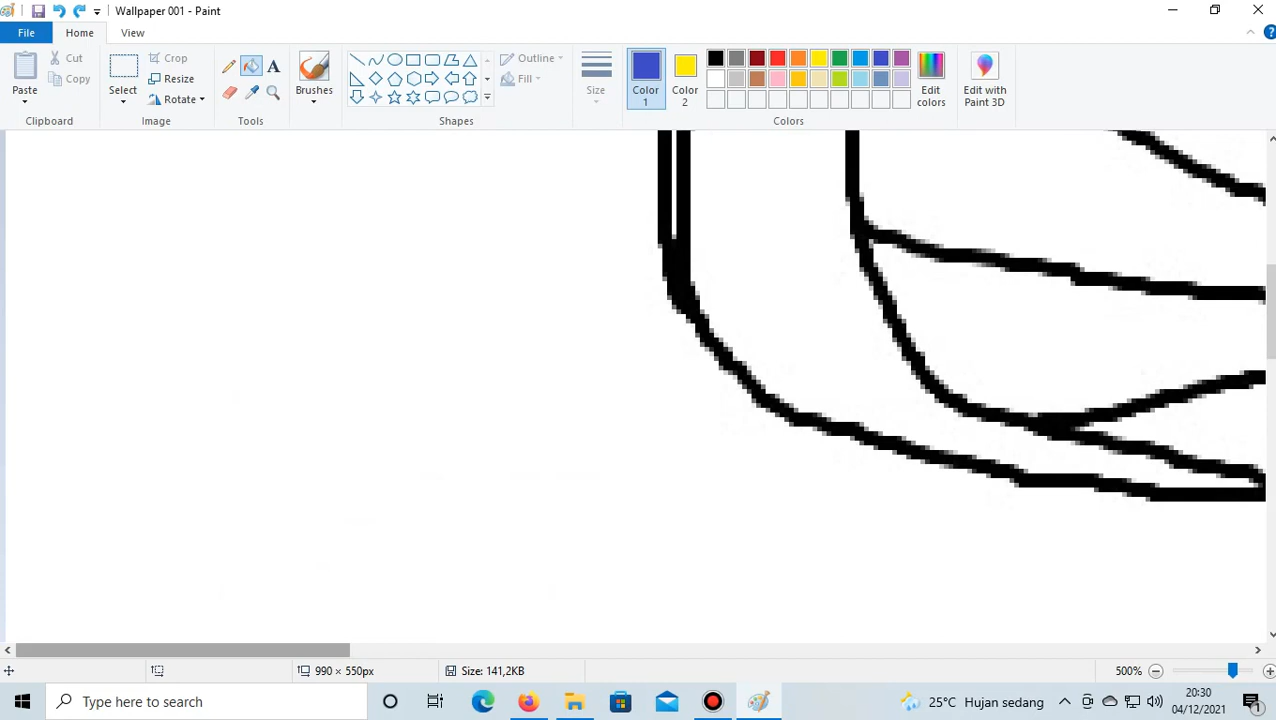 Wallpaper 001 - Paint
File
Home
View
Paste
Cut
Copy
Clipboard
Select
Crop
Resize
Rotate
Image
A
Tools
Brushes
Outline
Fill
Shapes
Size
Color 1
Color 2
Edit colors
Colors
Edit with Paint 3D
990 × 550px
Size: 141,2KB
500%
Type here to search
25°C Hujan sedang
20:30
04/12/2021
1